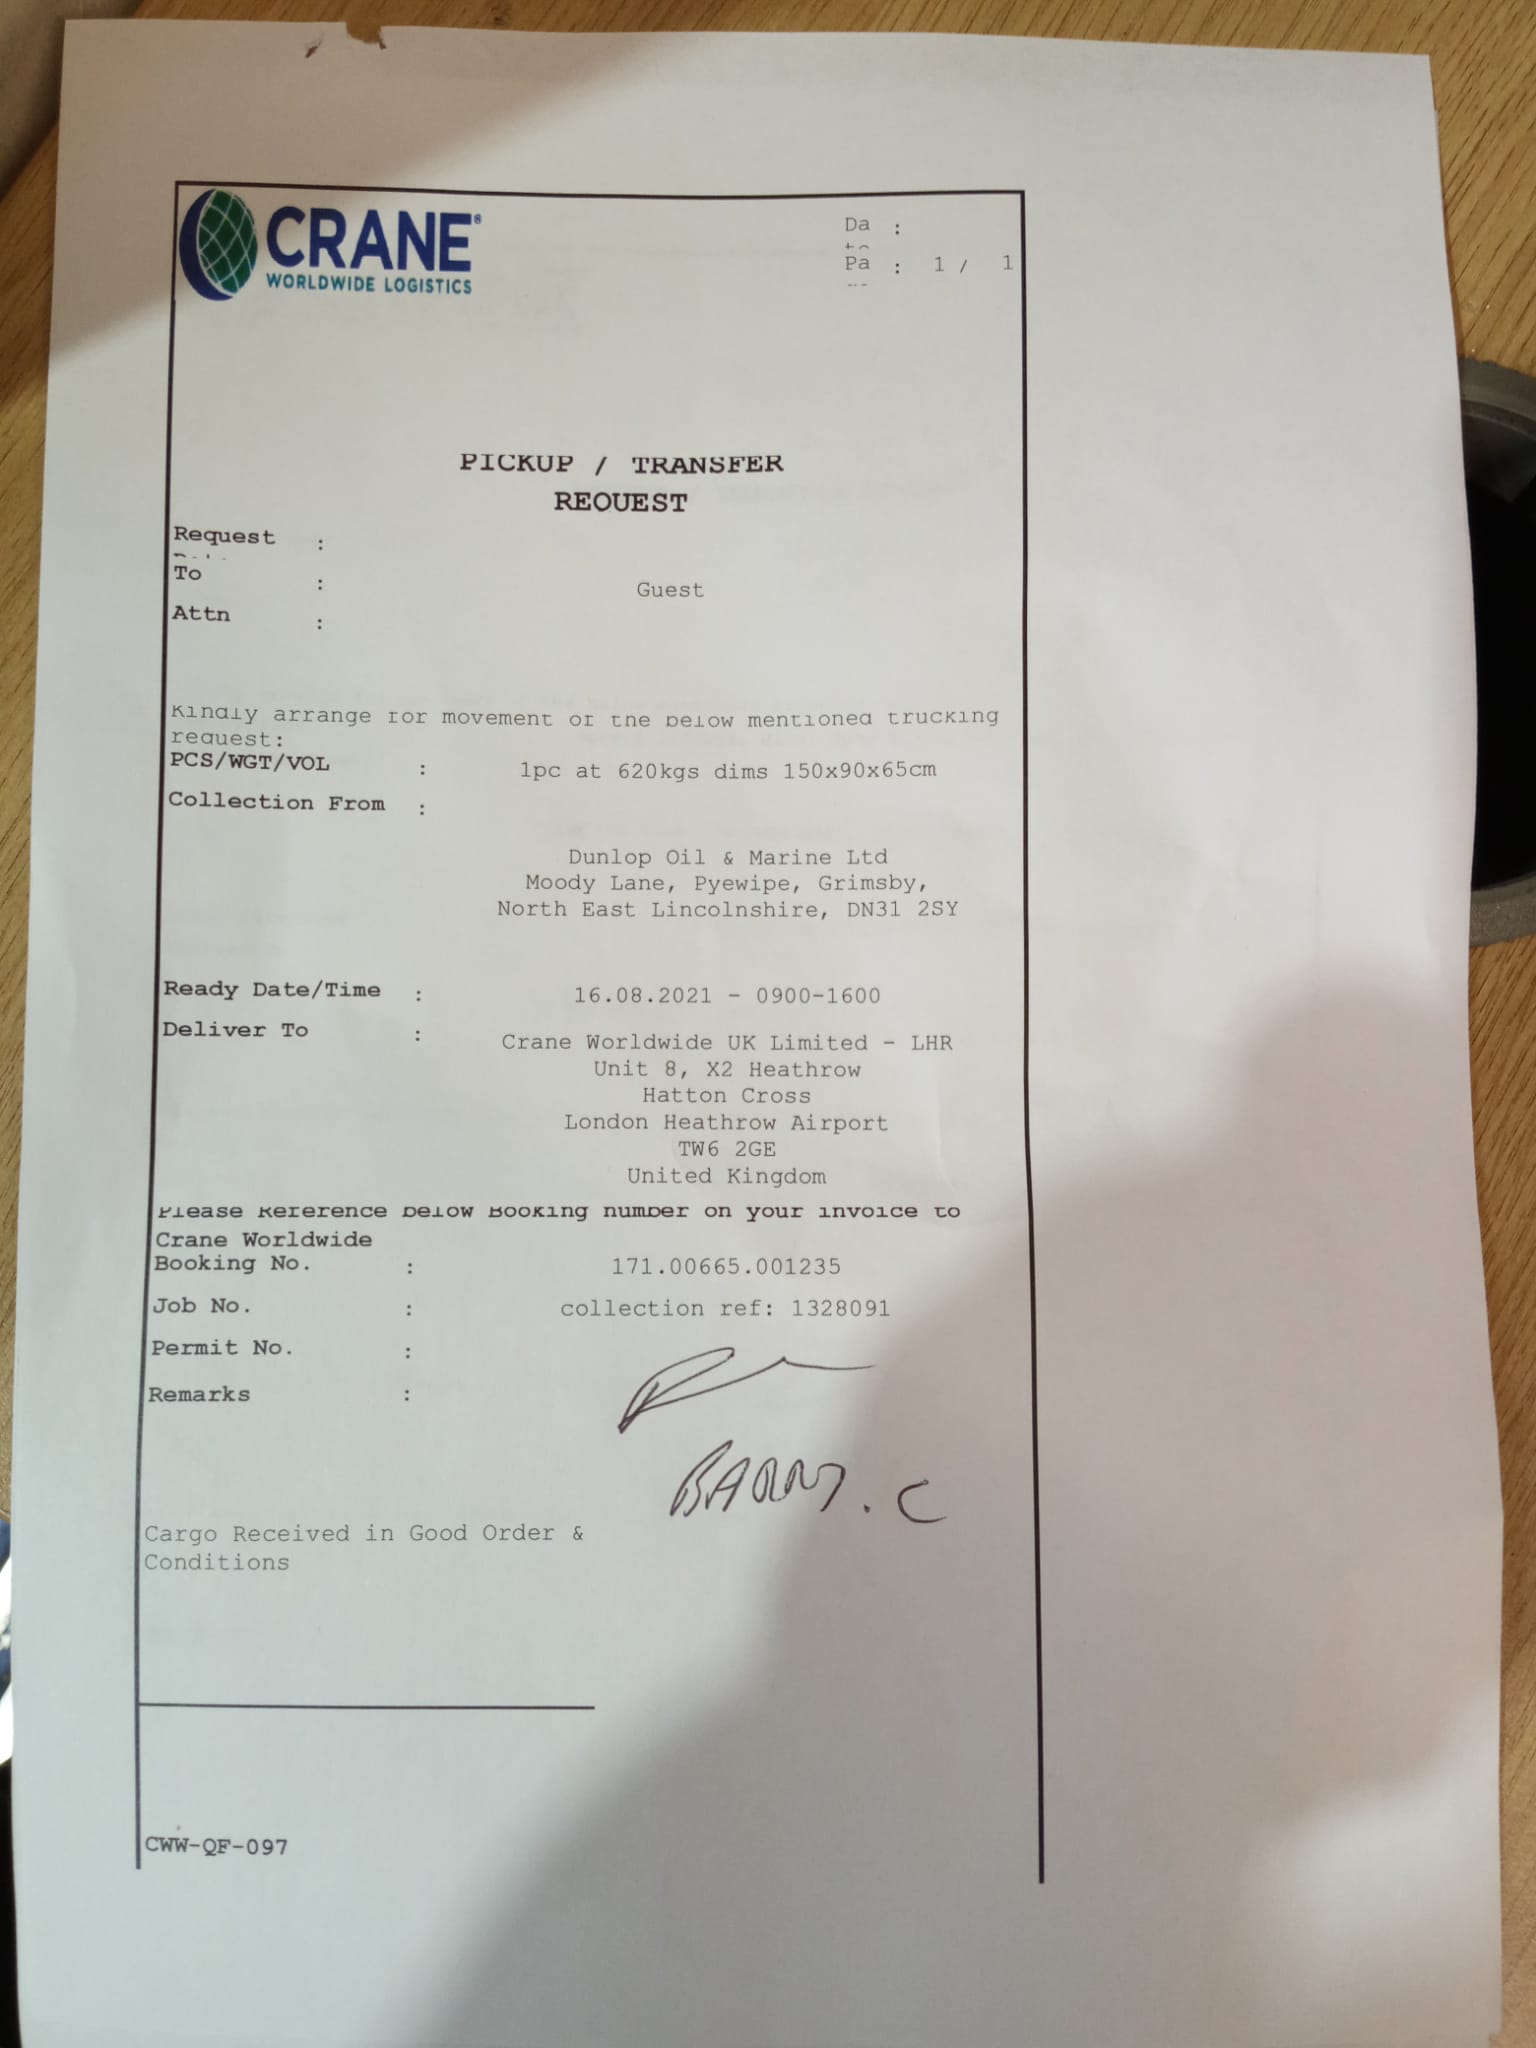 CRANE®
WORLDWIDE LOGISTICS
Da :
Pa : 1 / 1
PICKUP / TRANSFER
REQUEST
Request :
To : Guest
Attn :
Kindly arrange for movement of the below mentioned trucking
request:
PCS/WGT/VOL : 1pc at 620kgs dims 150x90x65cm
Collection From :
Dunlop Oil & Marine Ltd
Moody Lane, Pyewipe, Grimsby,
North East Lincolnshire, DN31 2SY
Ready Date/Time : 16.08.2021 - 0900-1600
Deliver To : Crane Worldwide UK Limited - LHR
Unit 8, X2 Heathrow
Hatton Cross
London Heathrow Airport
TW6 2GE
United Kingdom
Please Reference below Booking number on your invoice to
Crane Worldwide
Booking No. : 171.00665.001235
Job No. : collection ref: 1328091
Permit No. :
Remarks :
BARRY. C
Cargo Received in Good Order &
Conditions
CWW-QF-097